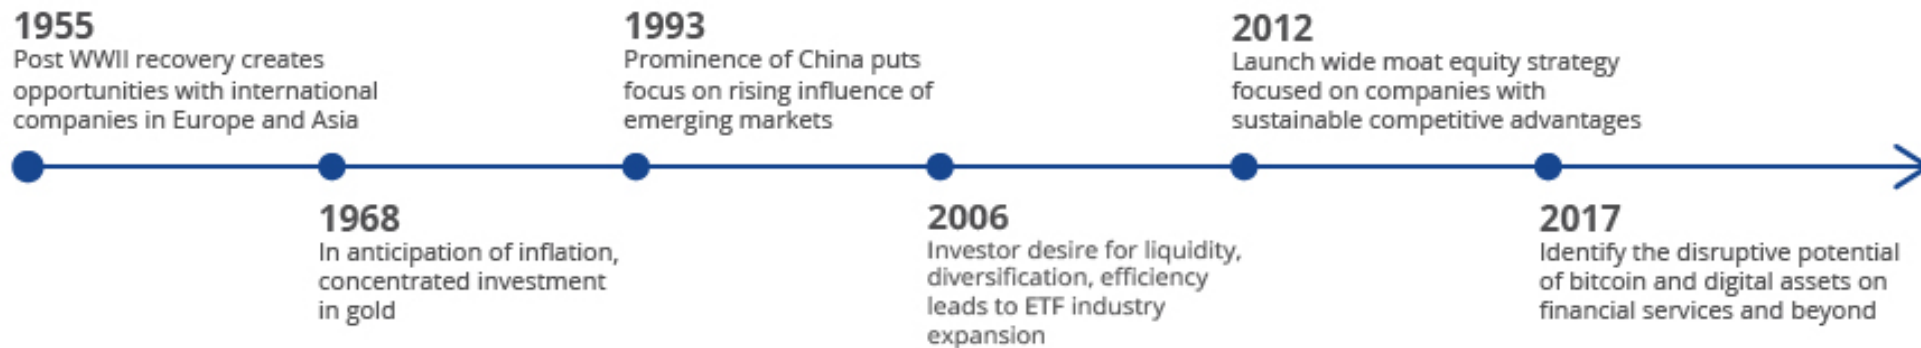 1955
Post WWII recovery creates
opportunities with international
companies in Europe and Asia
1968
In anticipation of inflation,
concentrated investment
in gold
1993
Prominence of China puts
focus on rising influence of
emerging markets
2006
Investor desire for liquidity,
diversification, efficiency
leads to ETF industry
expansion
2012
Launch wide moat equity strategy
focused on companies with
sustainable competitive advantages
2017
Identify the disruptive potential
of bitcoin and digital assets on
financial services and beyond